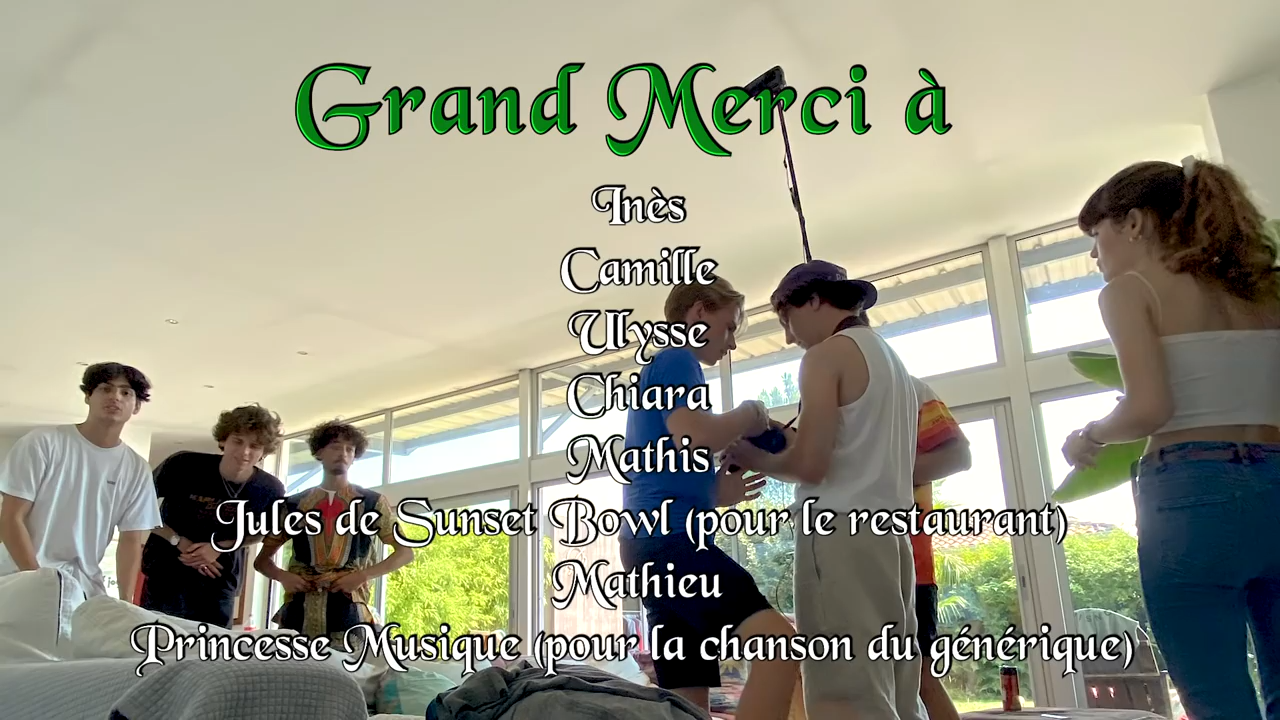 Grand Merci à
Inès
Camille
Ulysse
Chiara
Mathis
Jules de Sunset Bowl (pour le restaurant)
Mathieu
Princesse Musique (pour la chanson du générique)